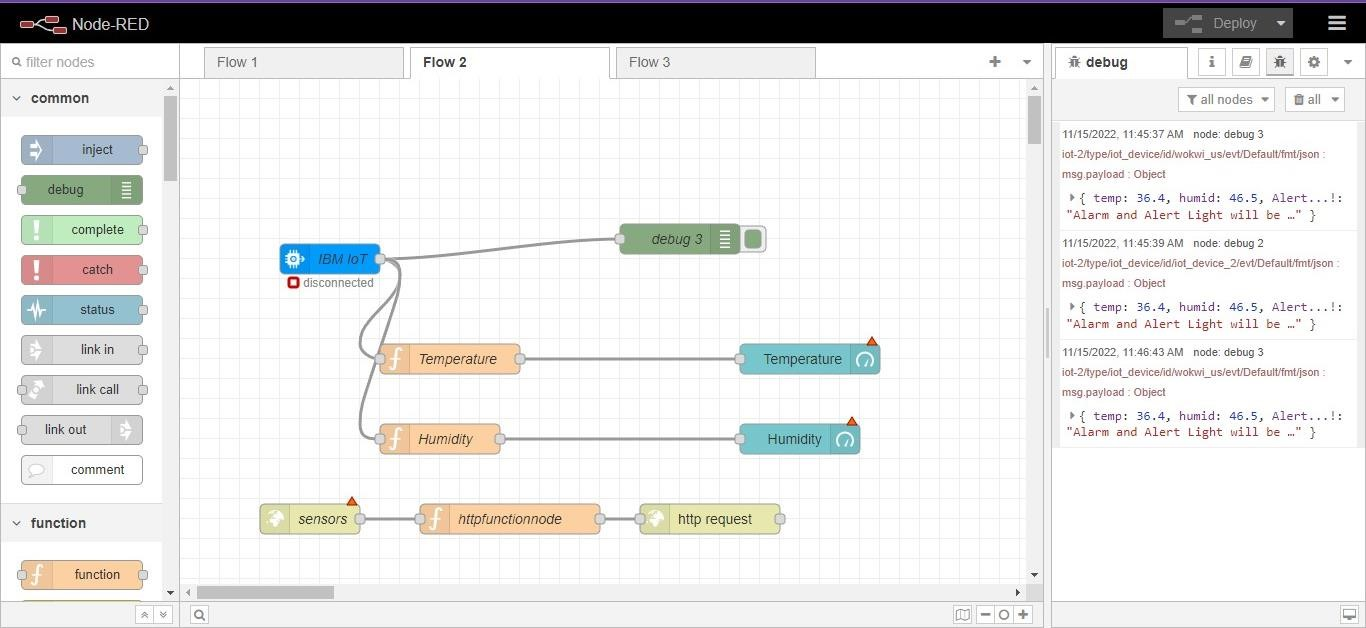 Node-RED
Deploy
filter nodes
Flow 1
Flow 2
Flow 3
debug
all nodes
all
common
inject
debug
complete
catch
status
link in
link call
link out
comment
function
function
IBM IoT
disconnected
debug 3
Temperature
Temperature
Humidity
Humidity
sensors
httpfunctionnode
http request
11/15/2022, 11:45:37 AM node: debug 3
iot-2/type/iot_device/id/wokwi_us/evt/Default/fmt/json :
msg.payload : Object
{ temp: 36.4, humid: 46.5, Alert...!:
"Alarm and Alert Light will be …" }
11/15/2022, 11:45:39 AM node: debug 2
iot-2/type/iot_device/id/iot_device_2/evt/Default/fmt/json :
msg.payload : Object
{ temp: 36.4, humid: 46.5, Alert...!:
"Alarm and Alert Light will be …" }
11/15/2022, 11:46:43 AM node: debug 3
iot-2/type/iot_device/id/wokwi_us/evt/Default/fmt/json :
msg.payload : Object
{ temp: 36.4, humid: 46.5, Alert...!:
"Alarm and Alert Light will be …" }